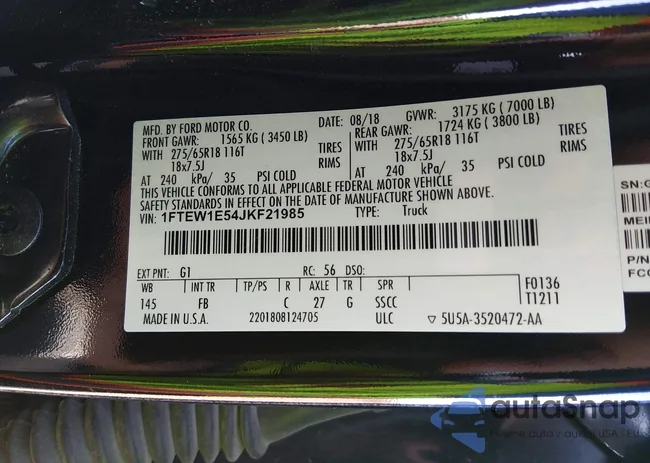 MFD. BY FORD MOTOR CO. 08/18 GVWR: 3175 KG ( 7000 LB)
FRONT GAWR: 1565 KG ( 3450 LB) REAR GAWR: 1724 KG ( 3800 LB)
WITH 275/65R18 116T TIRES WITH 275/65R18 116T TIRES
18x7.5J RIMS 18x7.5J RIMS
AT 240 kPa/ 35 PSI COLD AT 240 kPa/ 35 PSI COLD
THIS VEHICLE CONFORMS TO ALL APPLICABLE FEDERAL MOTOR VEHICLE
SAFETY STANDARDS IN EFFECT ON THE DATE OF MANUFACTURE SHOWN ABOVE.
VIN: 1FTEW1E54JKF21985 TYPE: Truck
EXT PNT: G1 RC: 56 DSO:
WB INT TR TP/PS R AXLE TR SPR F0136
145 FB C 27 G SSCC T1211
MADE IN U.S.A. 2201808124705 ULC ▽ 5U5A-3520472-AA
SN:
P/N
autoSnap